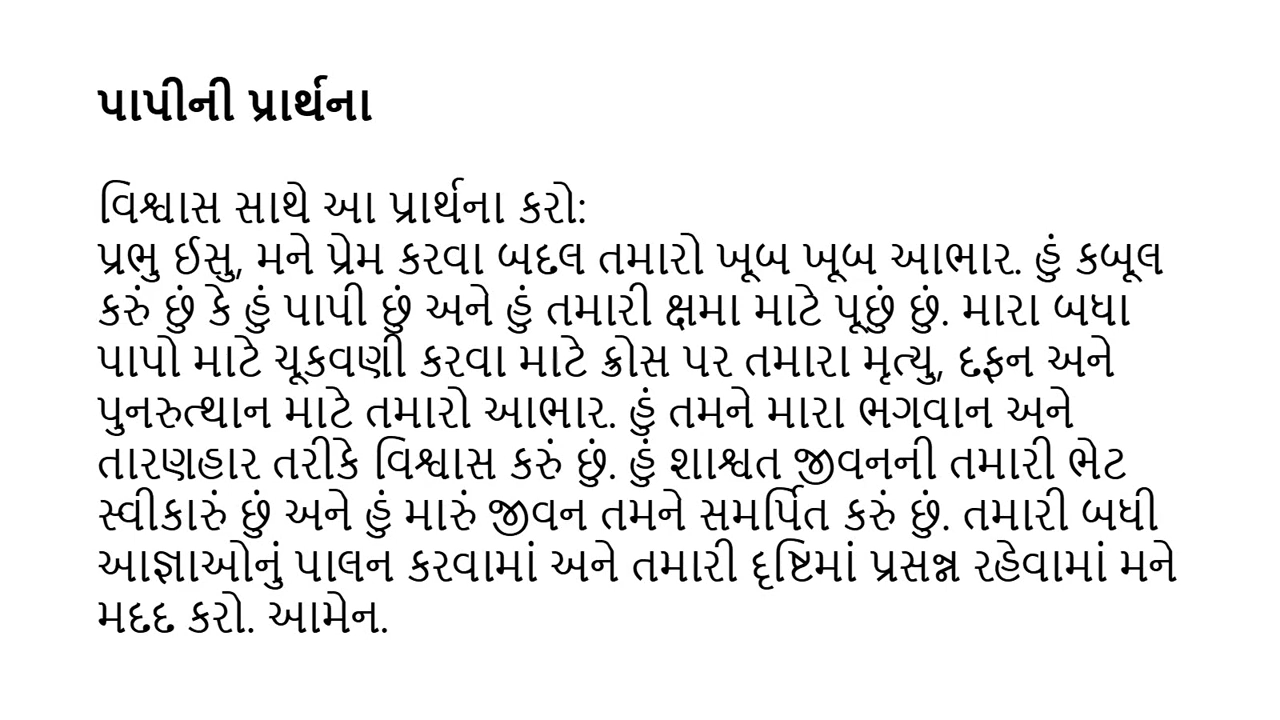 પાપીની પ્રાર્થના
વિશ્વાસ સાથે આ પ્રાર્થના કરો:
પ્રભુ ઈસુ, મને પ્રેમ કરવા બદલ તમારો ખૂબ ખૂબ આભાર. હું કબૂલ
કરું છું કે હું પાપી છું અને હું તમારી ક્ષમા માટે પૂછું છું. મારા બધા
પાપો માટે ચૂકવણી કરવા માટે ક્રોસ પર તમારા મૃત્યુ, દફન અને
પુનરુત્થાન માટે તમારો આભાર. હું તમને મારા ભગવાન અને
તારણહાર તરીકે વિશ્વાસ કરું છું. હું શાશ્વત જીવનની તમારી ભેટ
સ્વીકારું છું અને હું મારું જીવન તમને સમર્પિત કરું છું. તમારી બધી
આજ્ઞાઓનું પાલન કરવામાં અને તમારી દૃષ્ટિમાં પ્રસન્ન રહેવામાં મને
મદદ કરો. આમેન.